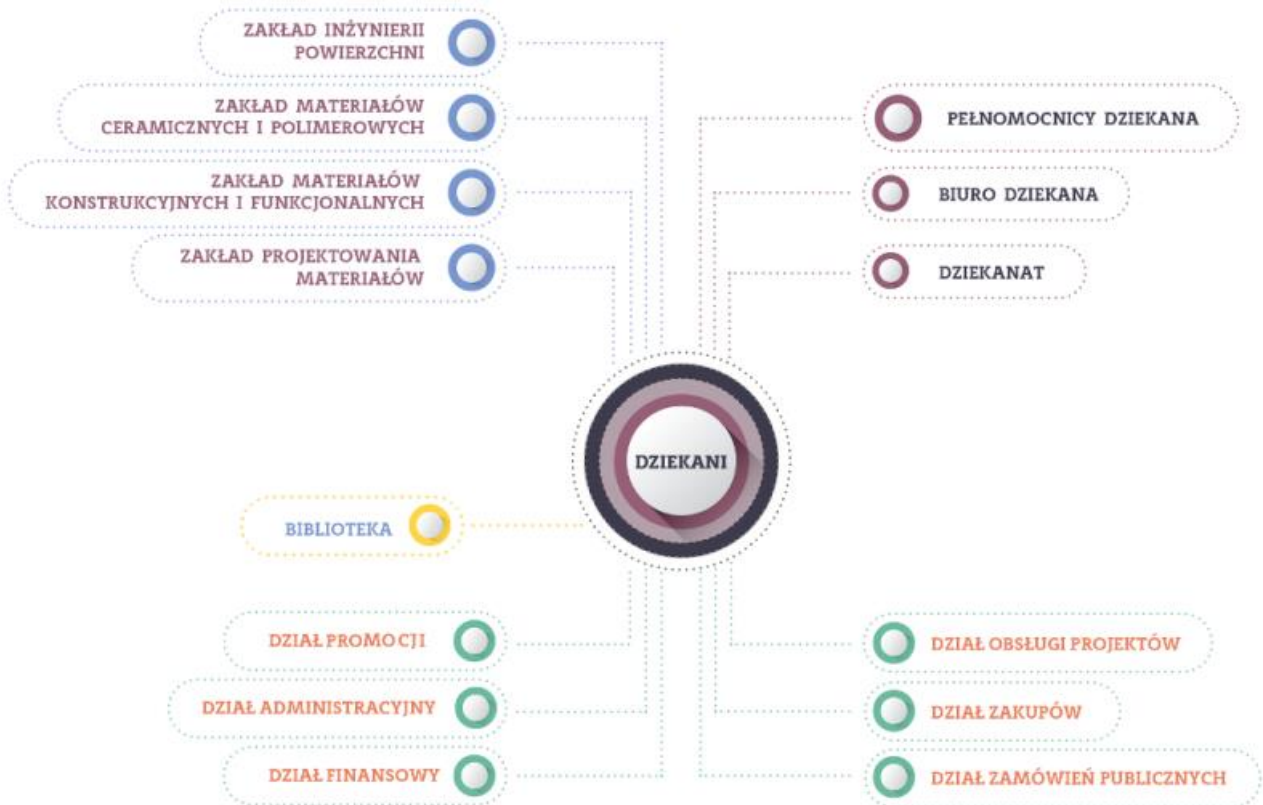 ZAKŁAD INŻYNIERII
POWIERZCHNI
ZAKŁAD MATERIAŁÓW
CERAMICZNYCH I POLIMEROWYCH
ZAKŁAD MATERIAŁÓW
KONSTRUKCYJNYCH I FUNKCJONALNYCH
ZAKŁAD PROJEKTOWANIA
MATERIAŁÓW
PEŁNOMOCNICY DZIEKANA
BIURO DZIEKANA
DZIEKANAT
DZIEKANI
BIBLIOTEKA
DZIAŁ PROMOCJI
DZIAŁ ADMINISTRACYJNY
DZIAŁ FINANSOWY
DZIAŁ OBSŁUGI PROJEKTÓW
DZIAŁ ZAKUPÓW
DZIAŁ ZAMÓWIEŃ PUBLICZNYCH